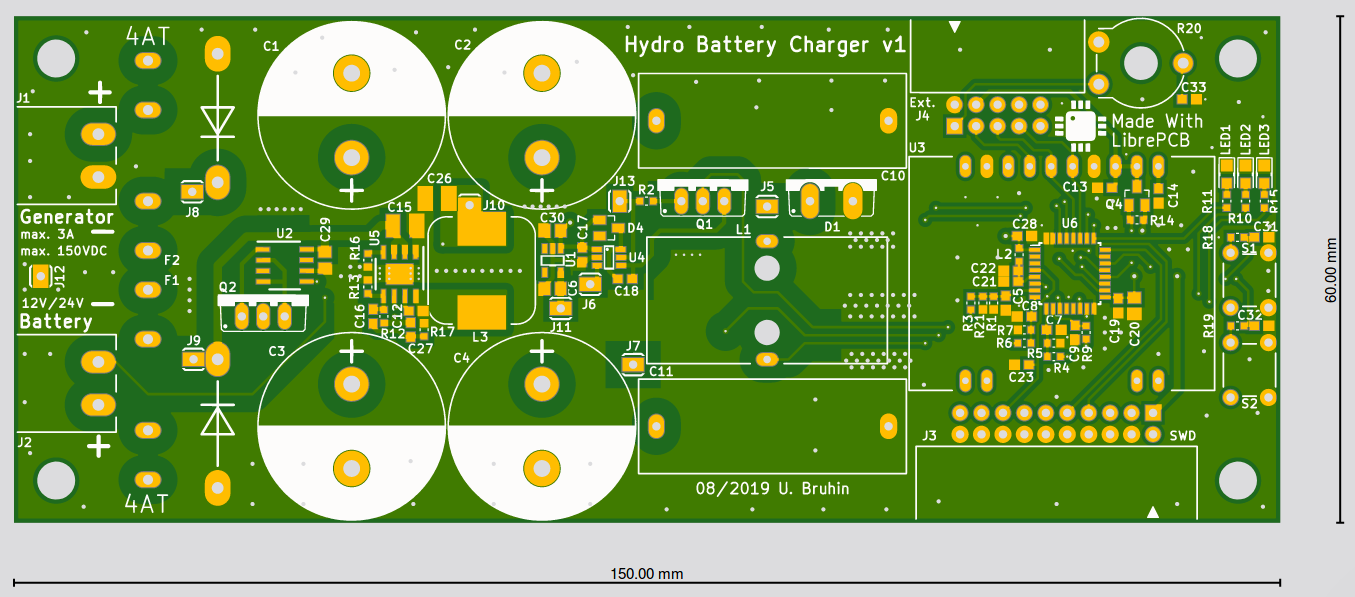 4AT
C1
C2
Hydro Battery Charger v1
R20
J1
C33
Ext.
J4
Made With
LibrePCB
U3
LED1
LED2
LED3
C26
J10
J13
R2
J5
C10
C13
Q4
C14
R14
R11
R10
R15
J8
Generator
max. 3A
max. 150VDC
C15
C30
C17
D4
Q1
L1
D1
U6
C28
R18
C31
S1
U2
C29
R16
U5
U1
U4
L2
F2
F1
J12
C22
C21
C5
Q2
R13
C6
J6
C18
12V/24V
Battery
C16
R12
C12
R17
C27
L3
J11
R3
R21
R1
C8
R7
R6
C7
R5
R4
C9
R9
C19
C20
C23
R19
C32
J9
C3
C4
J7
C11
S2
J2
J3
SWD
4AT
08/2019 U. Bruhin
60.00 mm
150.00 mm